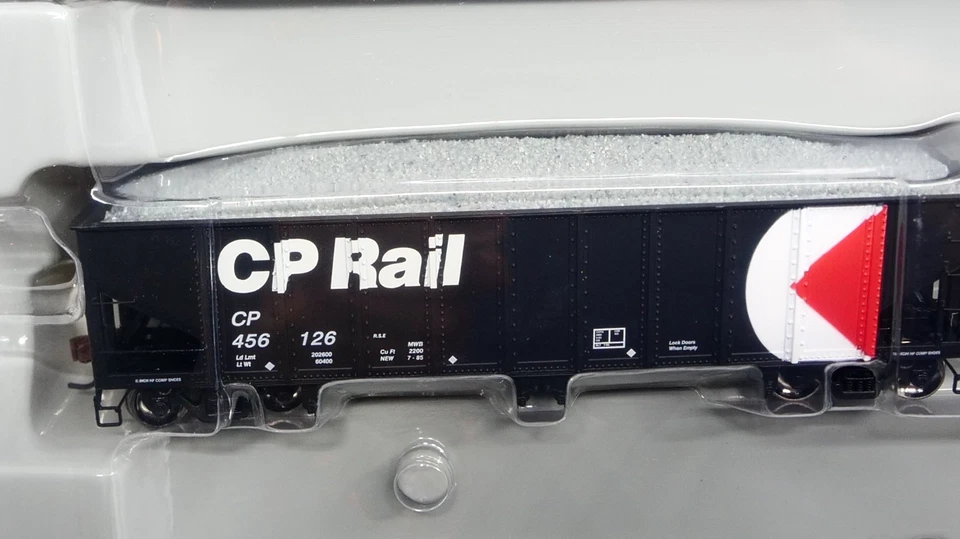 CP Rail
CP
456 126
Ld Lmt 202600
Lt Wt 60400
R.S.E
MWB
Cu Ft 2260
NEW 7-85
Lock Doors
When Empty